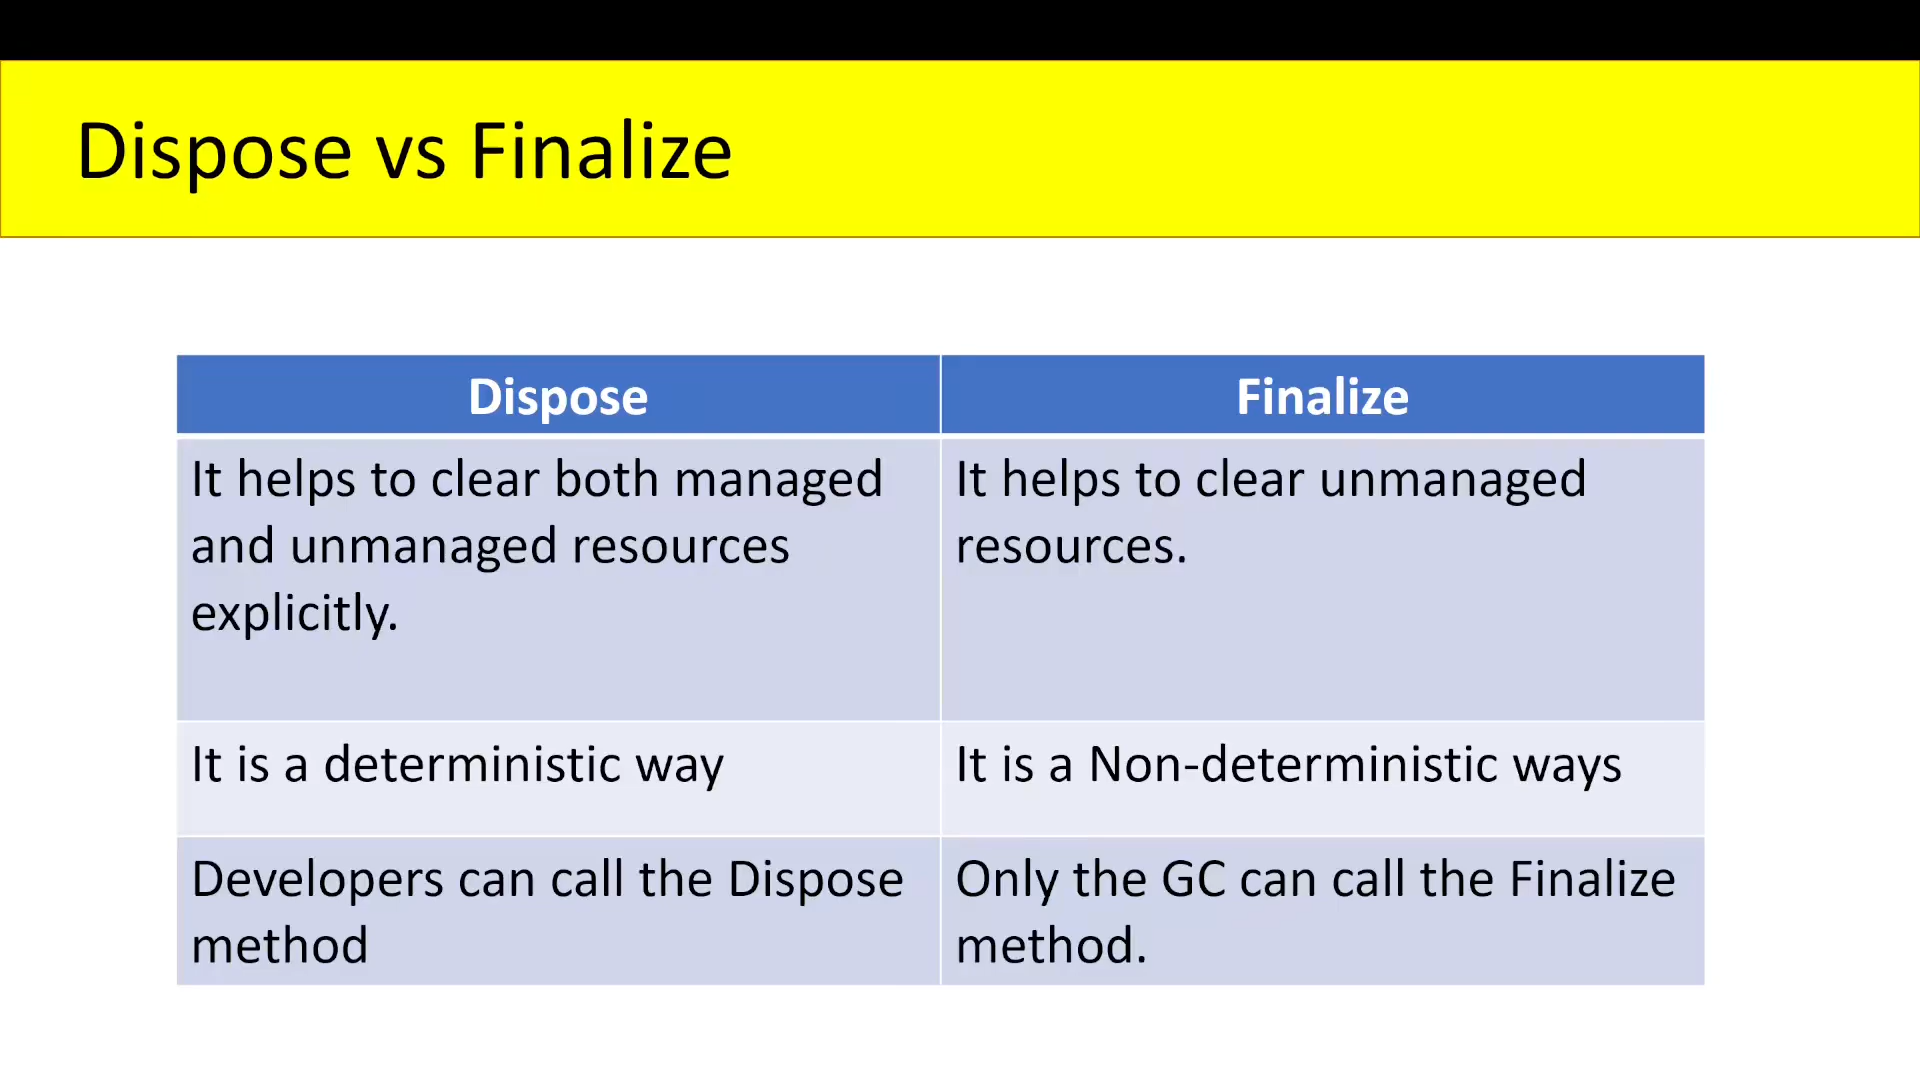 Dispose vs Finalize
Dispose
Finalize
It helps to clear both managed
and unmanaged resources
explicitly.
It helps to clear unmanaged
resources.
It is a deterministic way
It is a Non-deterministic ways
Developers can call the Dispose
method
Only the GC can call the Finalize
method.